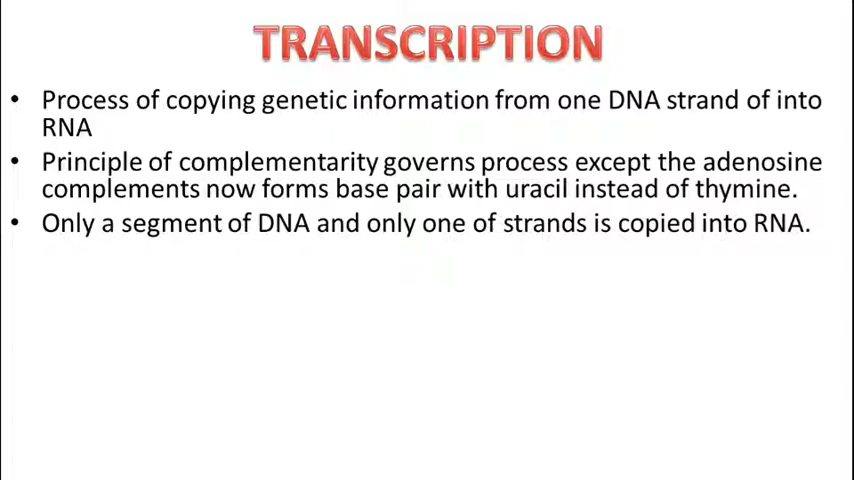 TRANSCRIPTION
• Process of copying genetic information from one DNA strand of into
RNA
• Principle of complementarity governs process except the adenosine
complements now forms base pair with uracil instead of thymine.
• Only a segment of DNA and only one of strands is copied into RNA.